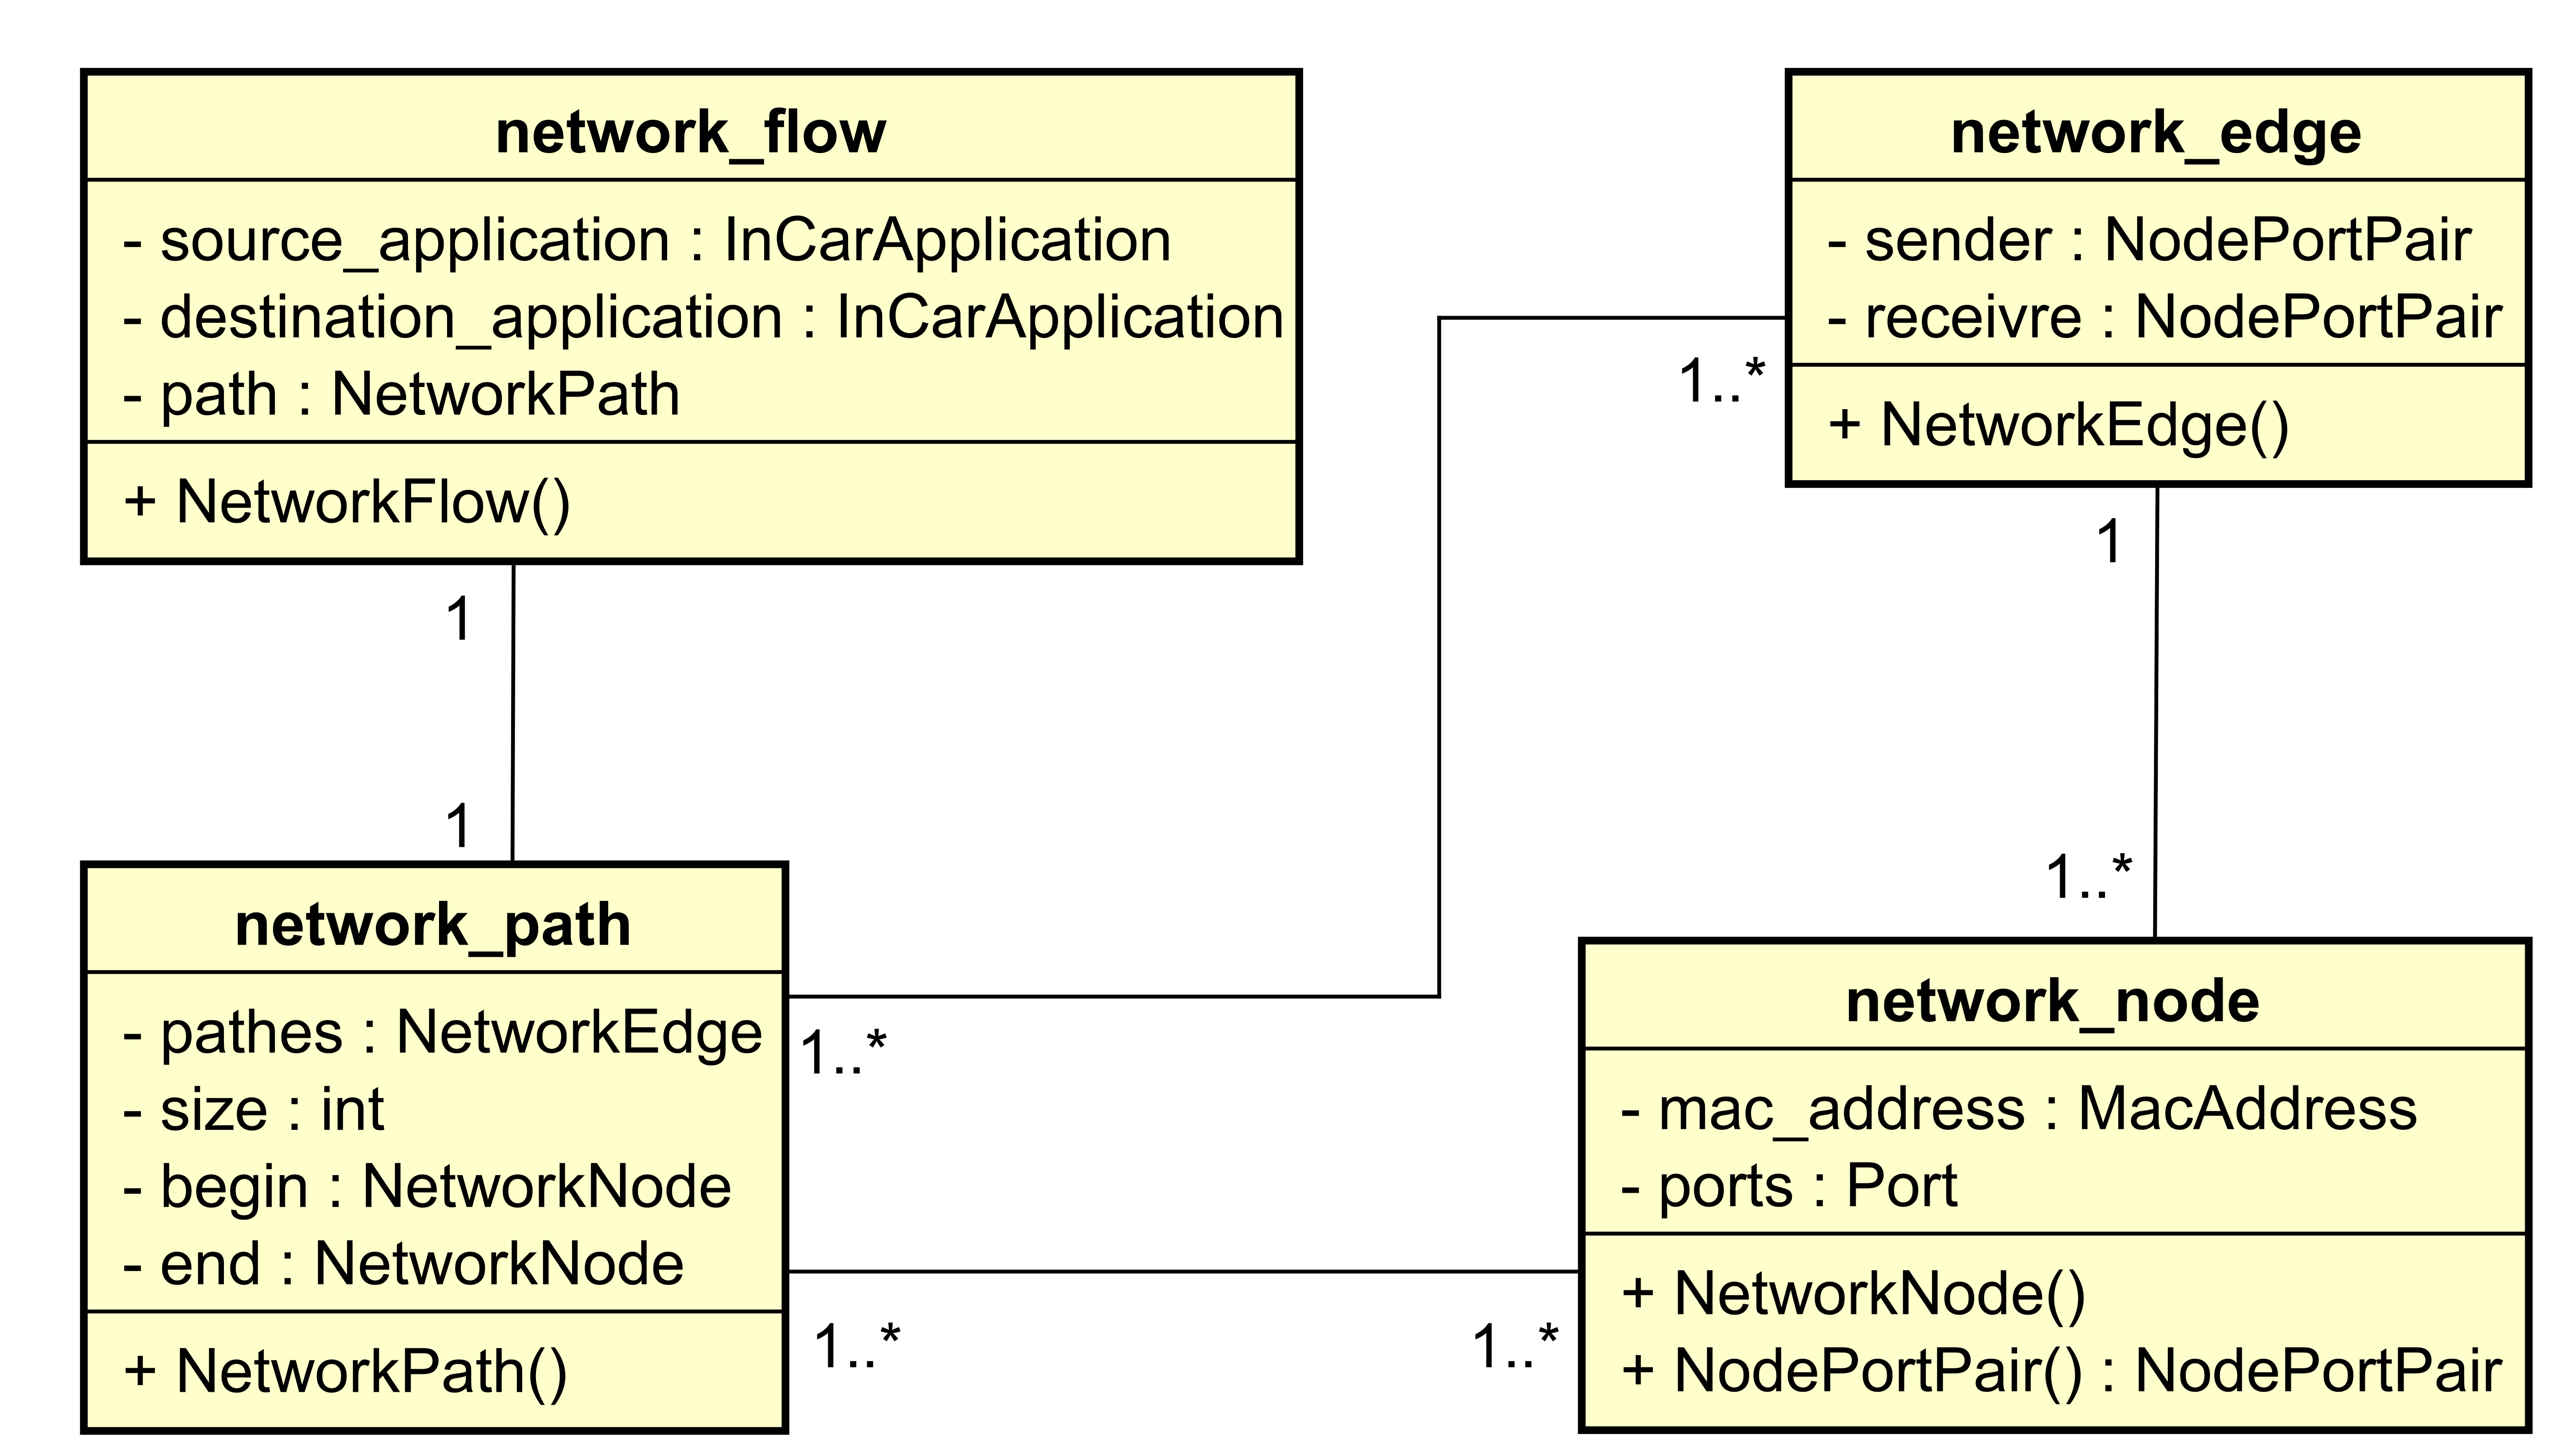 network_flow
- source_application : InCarApplication
- destination_application : InCarApplication
- path : NetworkPath
+ NetworkFlow()
network_edge
- sender : NodePortPair
- receivre : NodePortPair
+ NetworkEdge()
1..*
1
1
1
1..*
network_path
- pathes : NetworkEdge
- size : int
- begin : NetworkNode
- end : NetworkNode
+ NetworkPath()
1..*
1..*
1..*
network_node
- mac_address : MacAddress
- ports : Port
+ NetworkNode()
+ NodePortPair() : NodePortPair